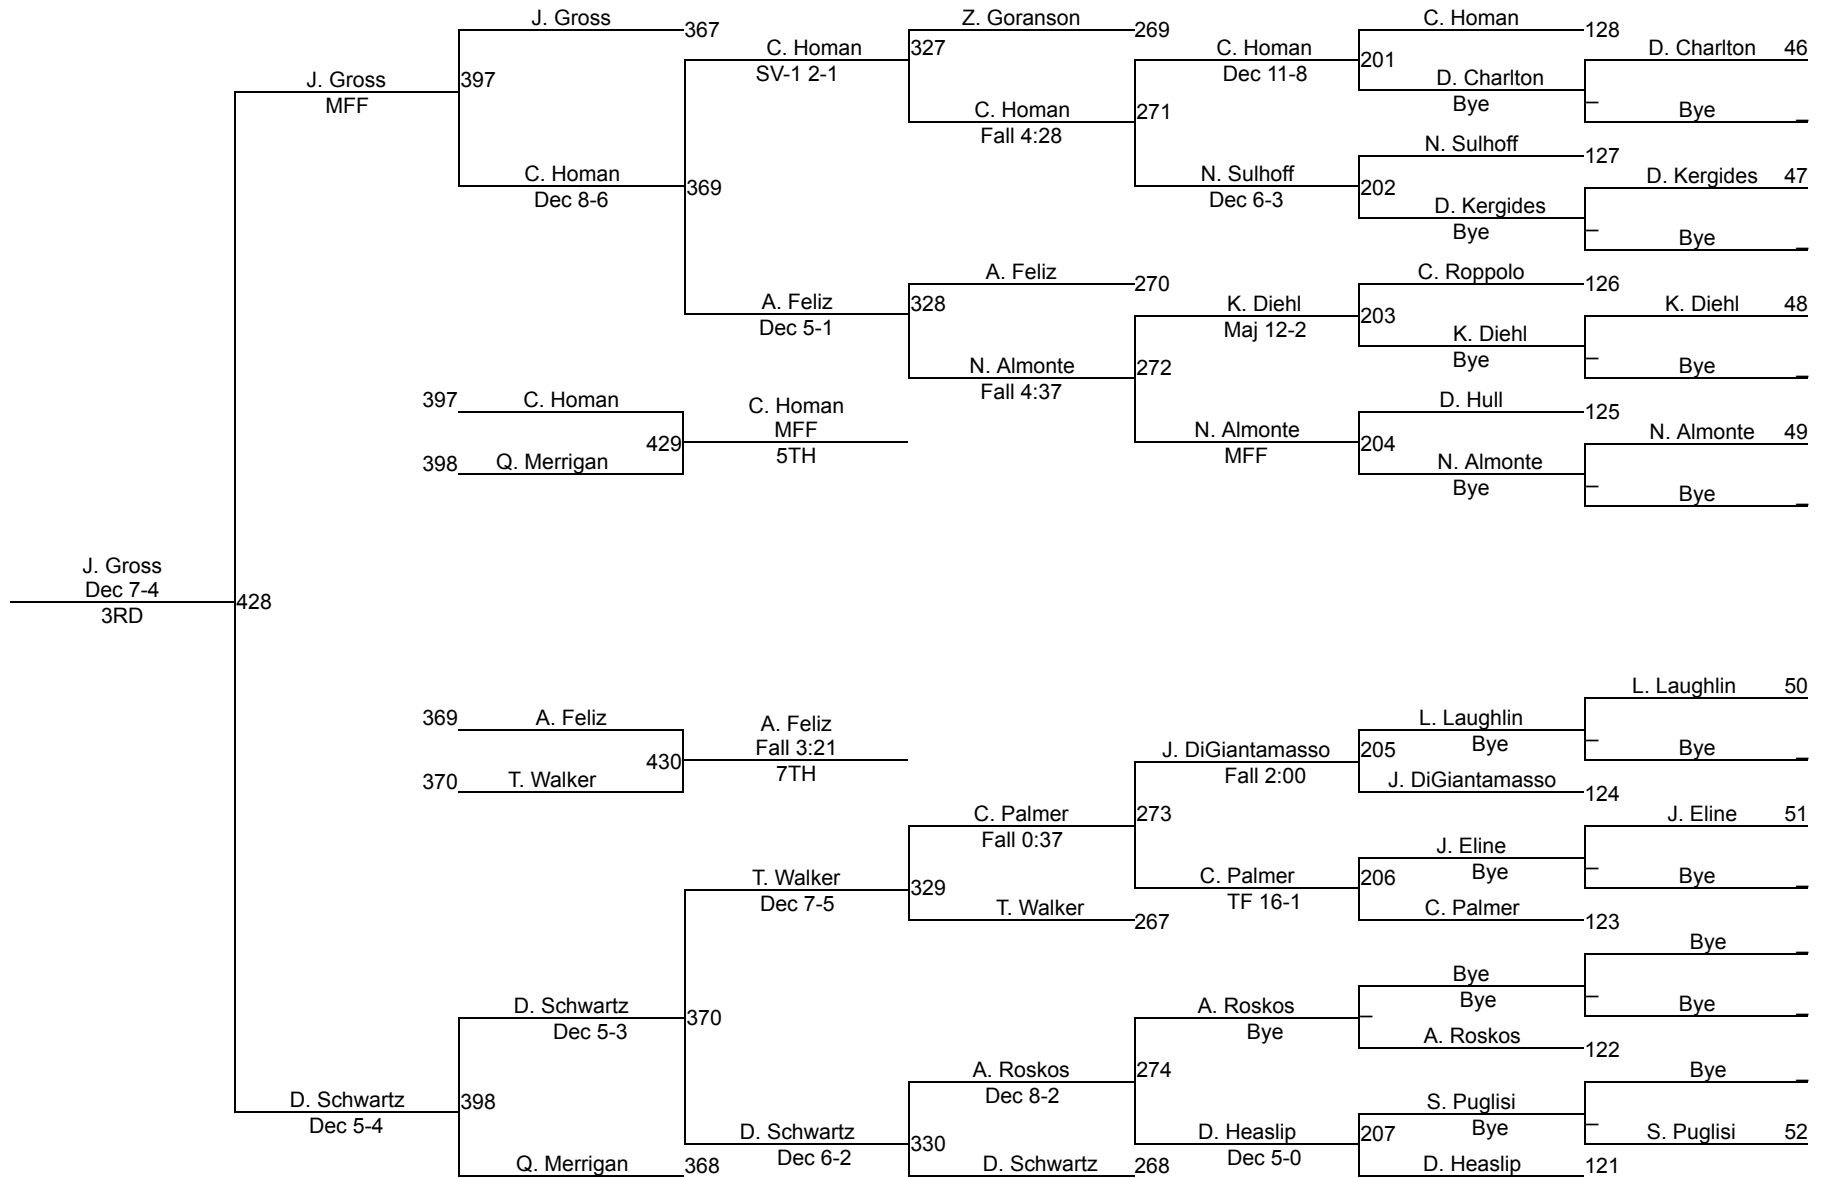 J. Gross
367
397
J. Gross
MFF
C. Homan
Dec 8-6
C. Homan
SV-1 2-1
369
A. Feliz
Dec 5-1
Z. Goranson
269
327
C. Homan
Fall 4:28
A. Feliz
270
328
N. Almonte
Fall 4:37
C. Homan
Dec 11-8
271
N. Sulhoff
Dec 6-3
K. Diehl
Maj 12-2
272
N. Almonte
MFF
C. Homan
128
201
D. Charlton
Bye
N. Sulhoff
127
202
D. Kergides
Bye
C. Roppolo
126
203
K. Diehl
Bye
D. Hull
125
204
N. Almonte
Bye
D. Charlton 46
Bye
D. Kergides 47
Bye
K. Diehl 48
Bye
N. Almonte 49
Bye
397
C. Homan
429
398
Q. Merrigan
C. Homan
MFF
5TH
J. Gross
Dec 7-4
3RD
428
369
A. Feliz
430
370
T. Walker
A. Feliz
Fall 3:21
7TH
D. Schwartz
Dec 5-4
398
D. Schwartz
Dec 5-3
Q. Merrigan
368
370
T. Walker
Dec 7-5
D. Schwartz
Dec 6-2
329
C. Palmer
Fall 0:37
T. Walker
267
330
A. Roskos
Dec 8-2
D. Schwartz
268
273
J. DiGiantamasso
Fall 2:00
C. Palmer
TF 16-1
274
A. Roskos
Bye
D. Heaslip
Dec 5-0
205
L. Laughlin
Bye
J. DiGiantamasso
124
206
J. Eline
Bye
C. Palmer
123
Bye
Bye
A. Roskos
122
207
S. Puglisi
Bye
D. Heaslip
121
L. Laughlin 50
Bye
J. Eline 51
Bye
Bye
Bye
Bye
S. Puglisi 52